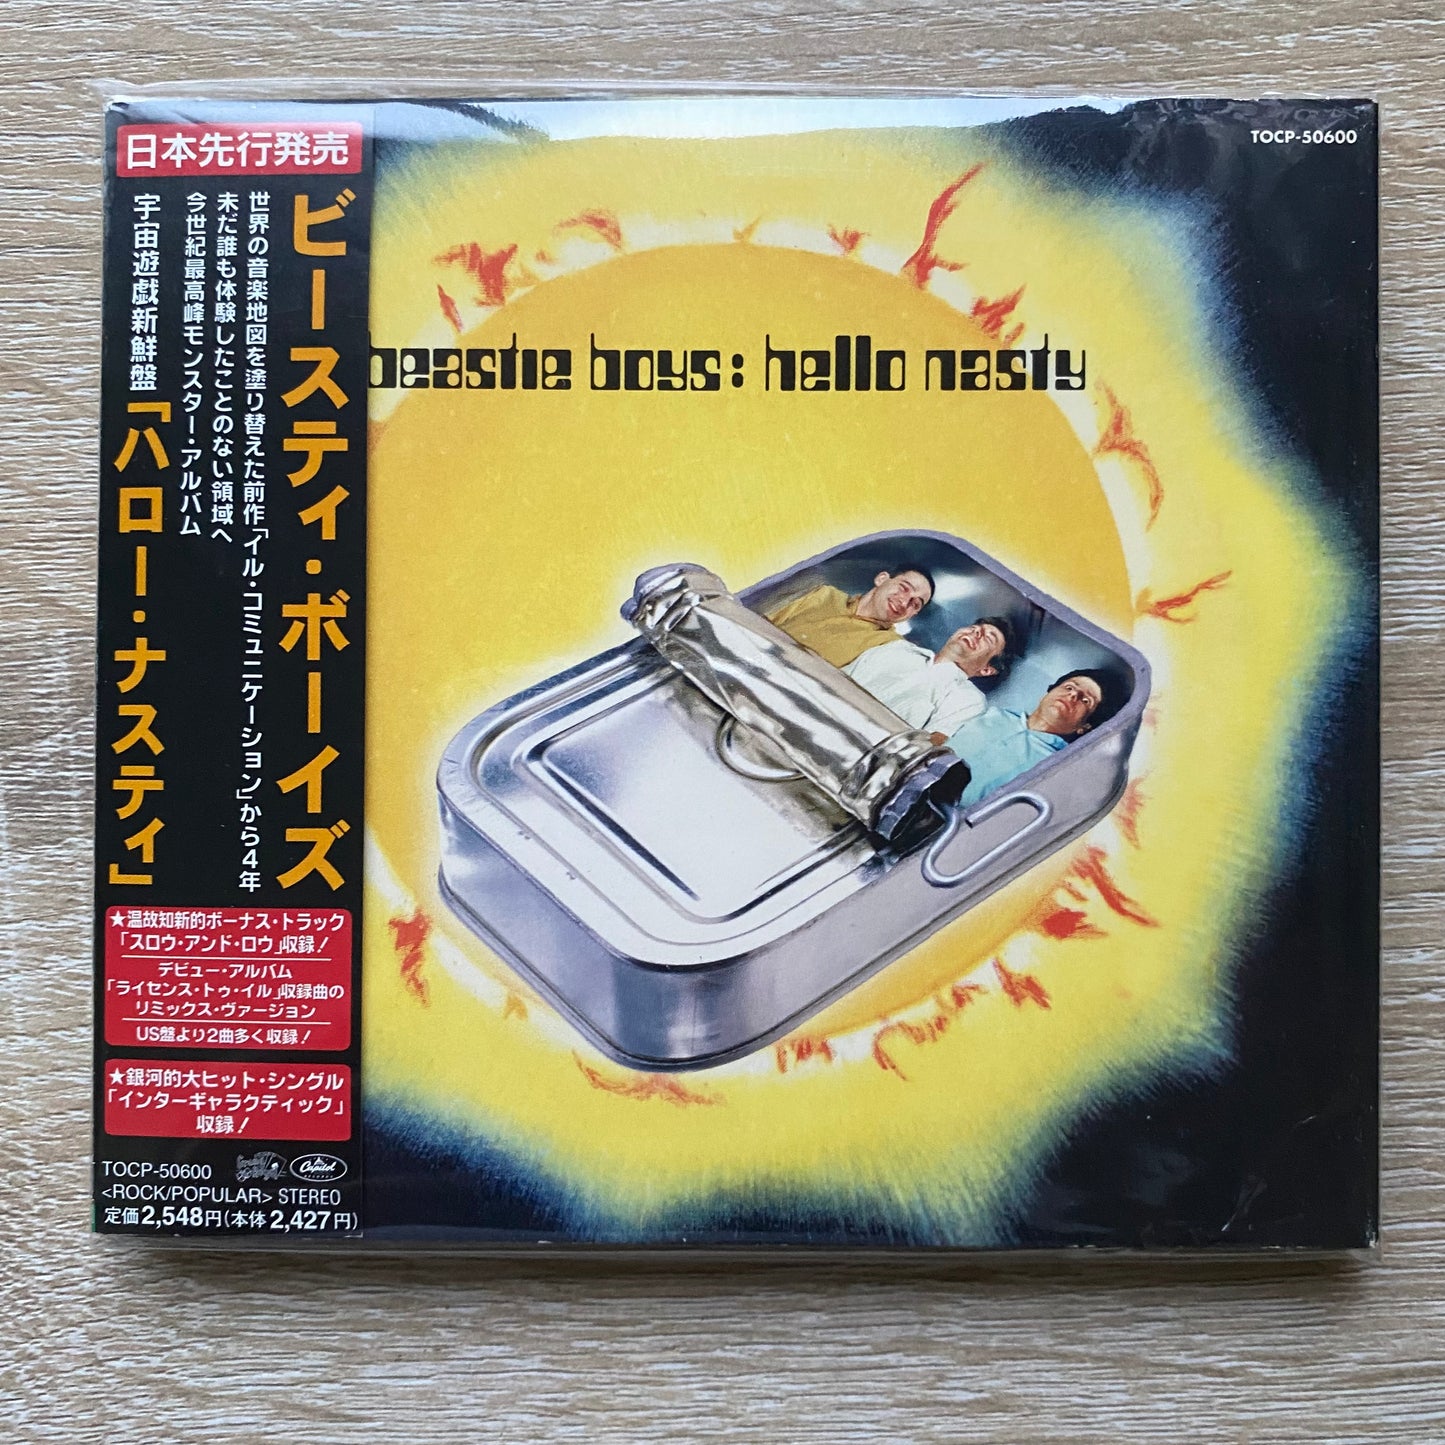 日本先行発売
ビースティ・ボーイズ
世界の音楽地図を塗り替えた前作「イル・コミュニケーション」から4年
未だ誰も体験したことのない領域へ
今世紀最高峰モンスター・アルバム
宇宙遊戯新鮮盤「ハロー・ナスティ」
★温故知新的ボーナス・トラック
「スロウ・アンド・ロウ」収録!
デビュー・アルバム
「ライセンス・トゥ・イル」収録曲の
リミックス・ヴァージョン
US盤より2曲多く収録!
★銀河的大ヒット・シングル
「インターギャラクティック」
収録!
TOCP-50600
Capitol
<ROCK/POPULAR> STEREO
定価2,548円(本体2,427円)
TOCP-50600
beastie boys: hello nasty